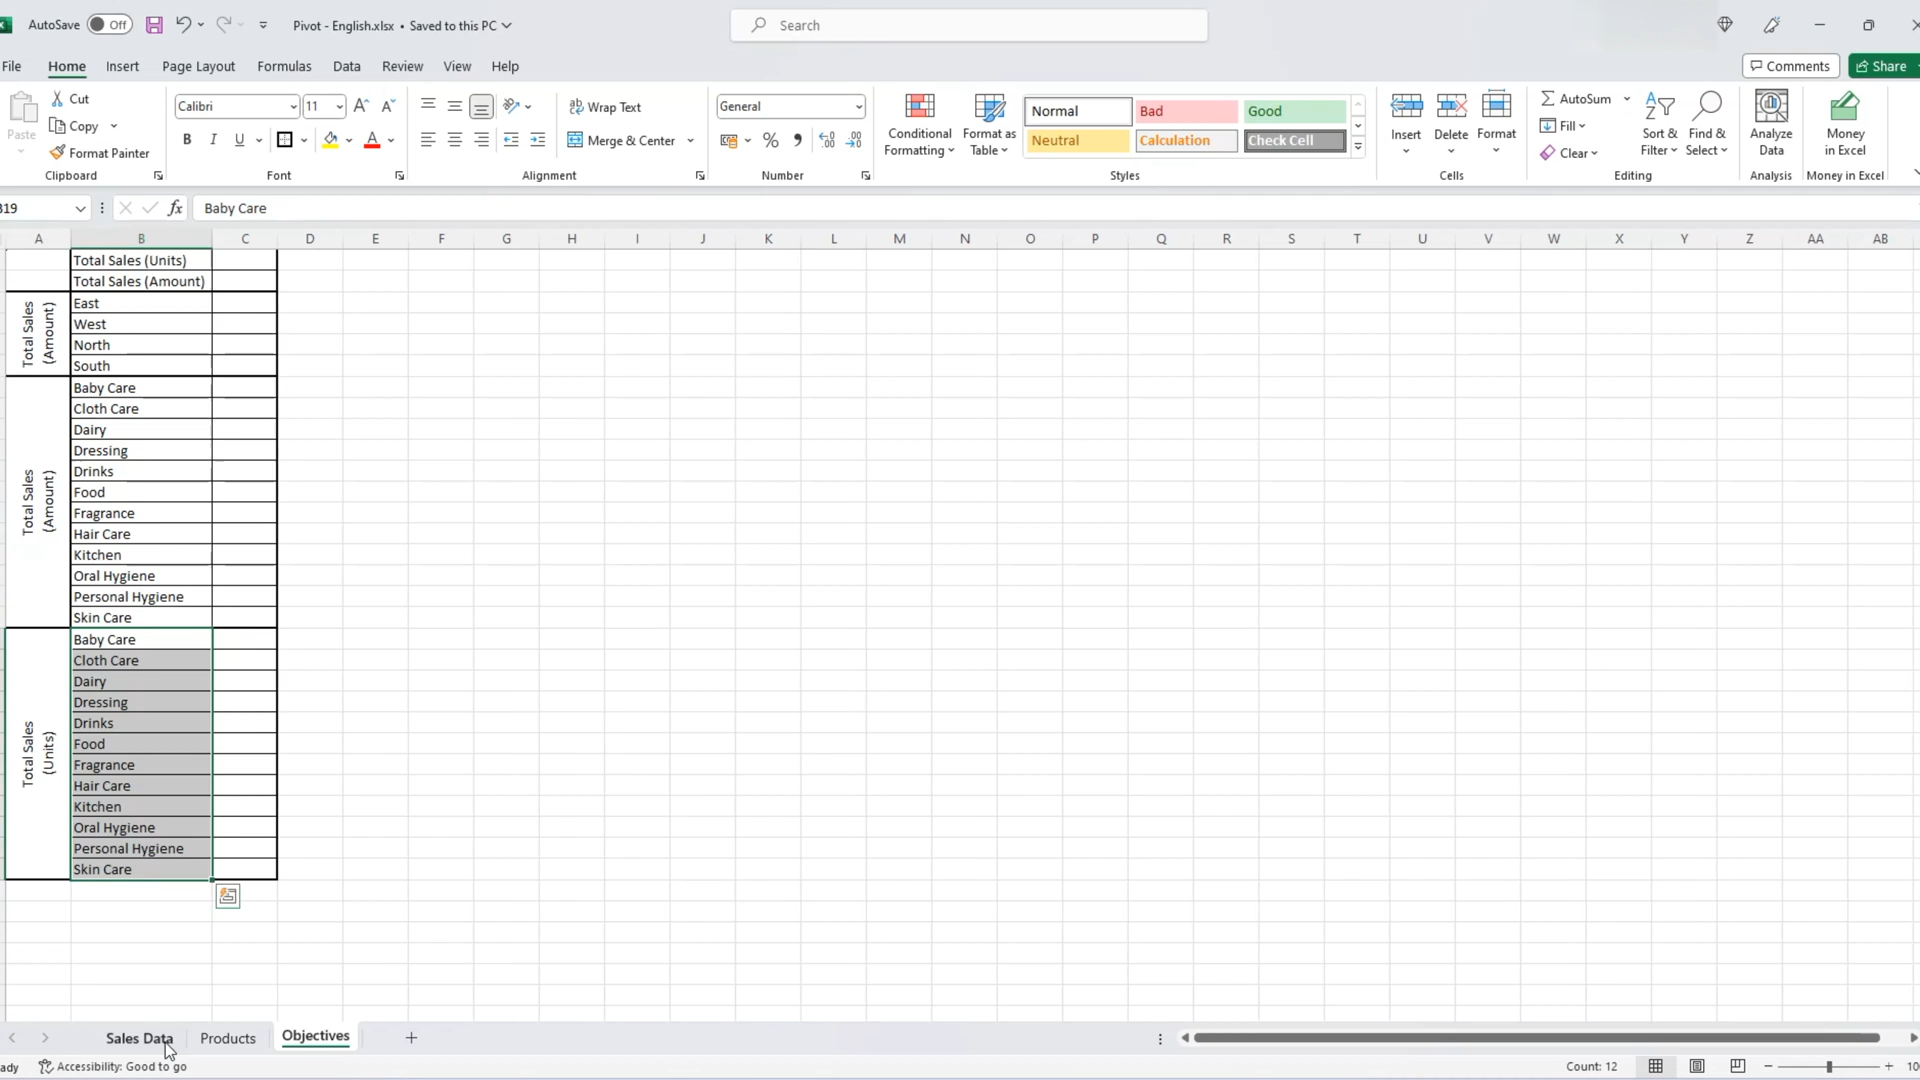 AutoSave Off Pivot - English.xlsx • Saved to this PC Search
File Home Insert Page Layout Formulas Data Review View Help Comments Share
Paste Cut Calibri 11 Wrap Text General Conditional Formatting Format as Table Normal Bad Good Insert Delete Format AutoSum Sort & Filter Find & Select Analyze Data Money in Excel
Copy Merge & Center Neutral Calculation Check Cell Fill
Format Painter Clear
Clipboard Font Alignment Number Styles Cells Editing Analysis Money in Excel
B19 fx Baby Care
A B C D E F G H I J K L M N O P Q R S T U V W X Y Z AA AB
Total Sales (Units)
Total Sales (Amount)
Total Sales (Amount)
East
West
North
South
Total Sales (Amount)
Baby Care
Cloth Care
Dairy
Dressing
Drinks
Food
Fragrance
Hair Care
Kitchen
Oral Hygiene
Personal Hygiene
Skin Care
Total Sales (Units)
Baby Care
Cloth Care
Dairy
Dressing
Drinks
Food
Fragrance
Hair Care
Kitchen
Oral Hygiene
Personal Hygiene
Skin Care
Sales Data Products Objectives
ady Accessibility: Good to go Count: 12 10